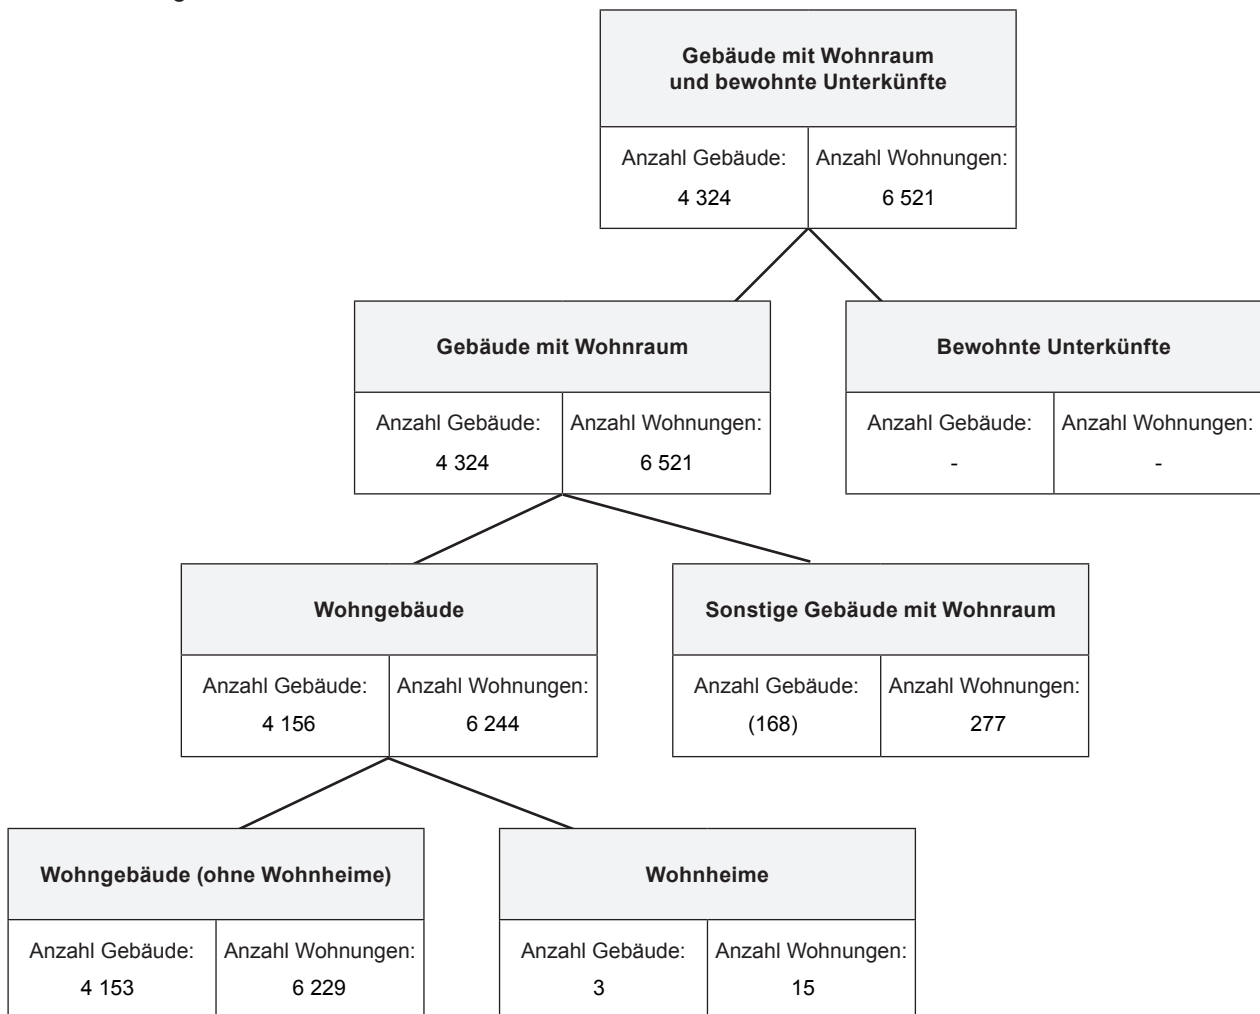 Gebäude mit Wohnraum
und bewohnte Unterkünfte
Anzahl Gebäude: Anzahl Wohnungen:
4 324 6 521
Gebäude mit Wohnraum
Anzahl Gebäude: Anzahl Wohnungen:
4 324 6 521
Bewohnte Unterkünfte
Anzahl Gebäude: Anzahl Wohnungen:
- -
Wohngebäude
Anzahl Gebäude: Anzahl Wohnungen:
4 156 6 244
Sonstige Gebäude mit Wohnraum
Anzahl Gebäude: Anzahl Wohnungen:
(168) 277
Wohngebäude (ohne Wohnheime)
Anzahl Gebäude: Anzahl Wohnungen:
4 153 6 229
Wohnheime
Anzahl Gebäude: Anzahl Wohnungen:
3 15